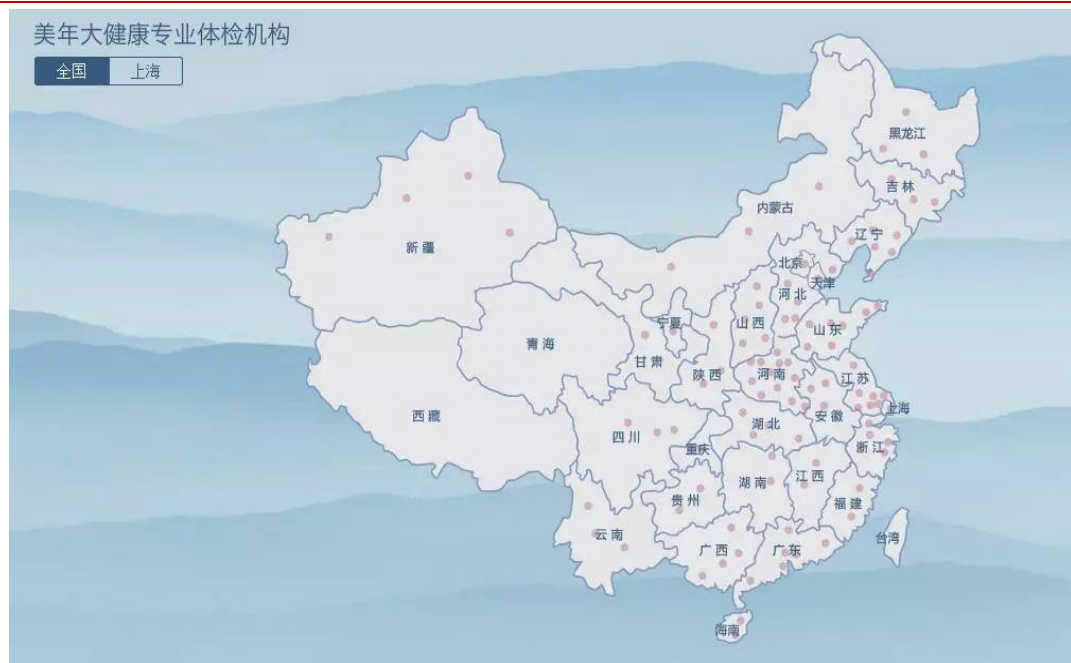 美年大健康专业体检机构
全国 上海
黑龙江
吉林
内蒙古
辽宁
新疆
北京
天津
河北
宁夏
山西
山东
青海
甘肃
陕西
河南
江苏
西藏
安徽
上海
湖北
四川
重庆
浙江
湖南
江西
贵州
福建
云南
台湾
广西
广东
海南